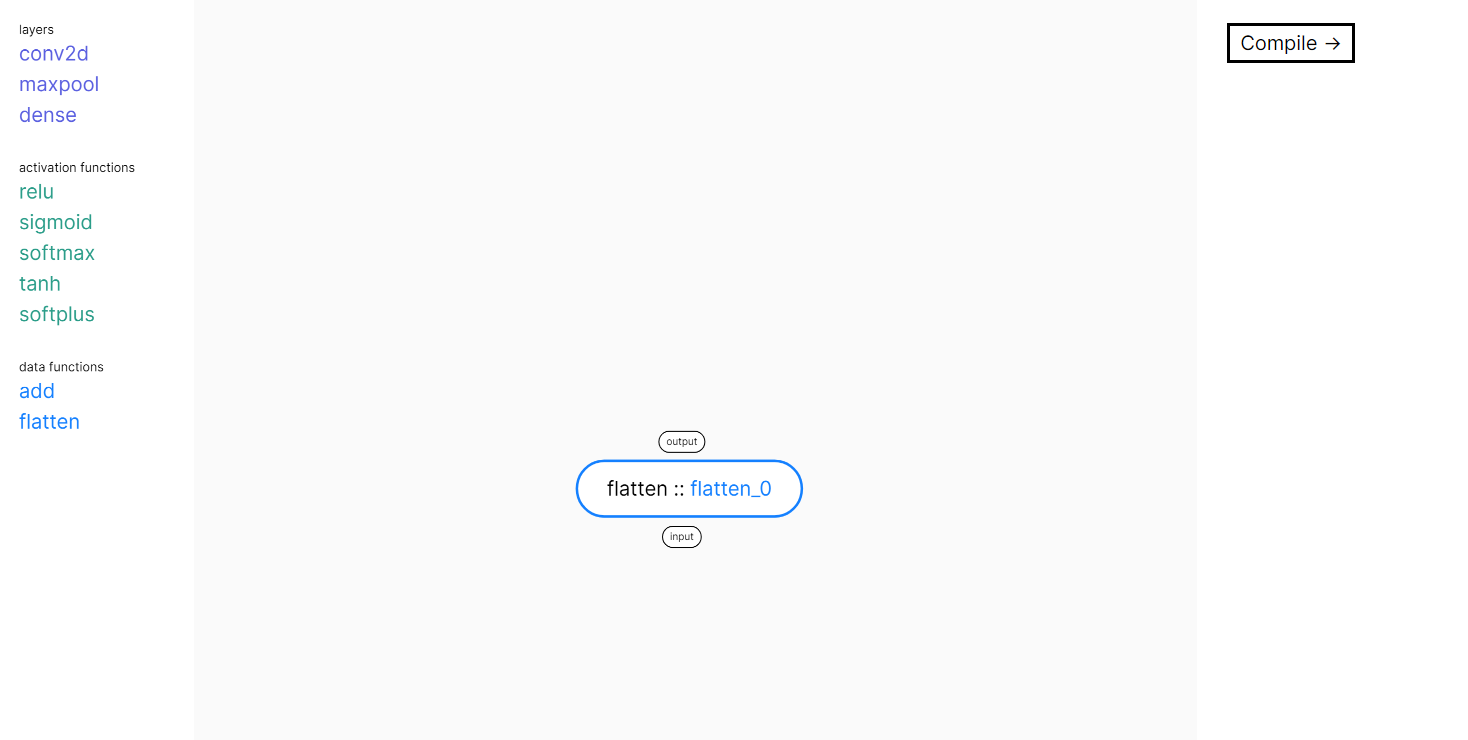 layers
conv2d
maxpool
dense
activation functions
relu
sigmoid
softmax
tanh
softplus
data functions
add
flatten
output
flatten :: flatten_0
input
Compile →